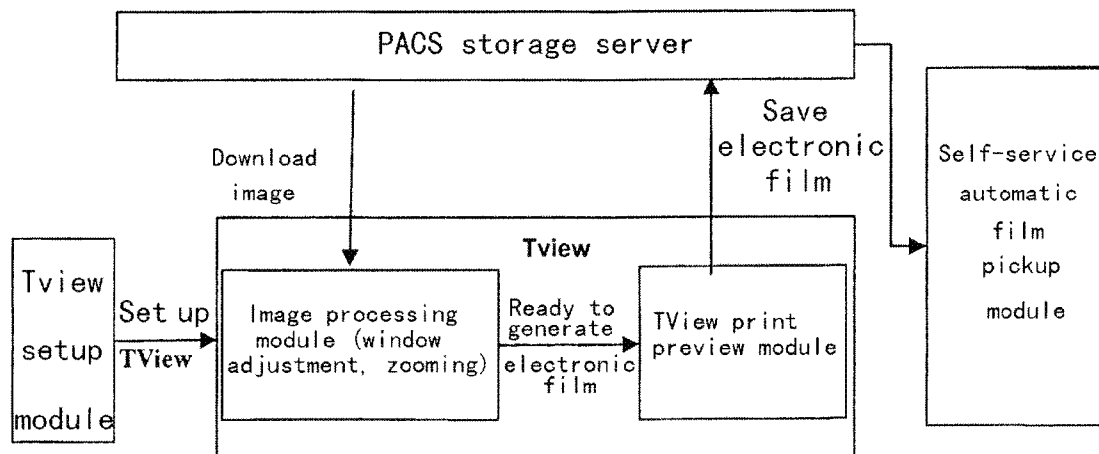 PACS storage server
Download
image
Save
electronic
film
Self-service
automatic
film
pickup
module
Tview
Tview
setup
module
Set up
TView
Image processing
module (window
adjustment, zooming)
Ready to
generate
electronic
film
TView print
preview module